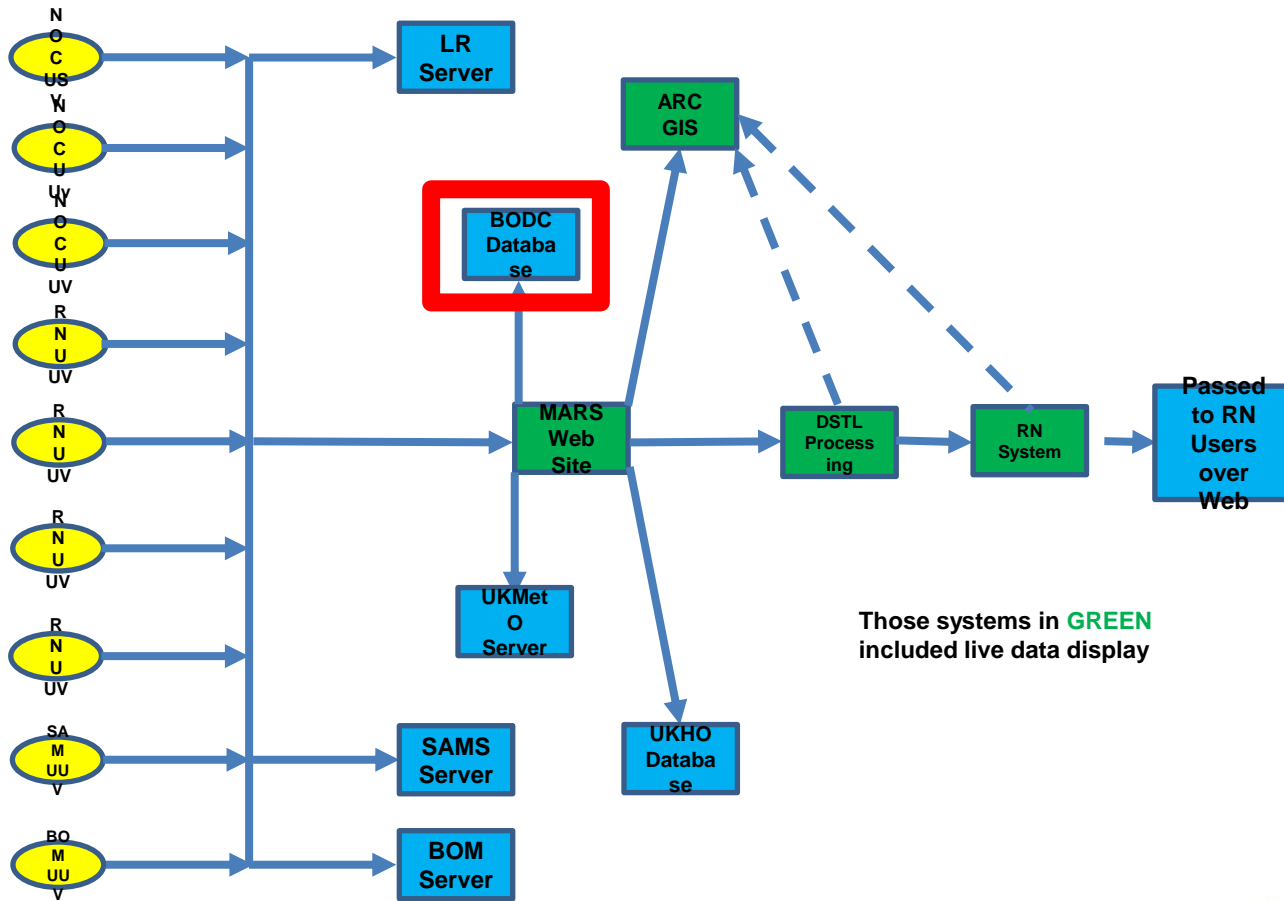 N
O
C
US
V
N
O
C
U
Uv
N
O
C
U
UV
R
N
U
UV
R
N
U
UV
R
N
U
UV
R
N
U
UV
SA
M
UU
V
BO
M
UU
V
LR
Server
ARC
GIS
BODC
Databa
se
MARS
Web
Site
DSTL
Process
ing
RN
System
Passed
to RN
Users
over
Web
UKMet
O
Server
Those systems in GREEN
included live data display
SAMS
Server
UKHO
Databa
se
BOM
Server